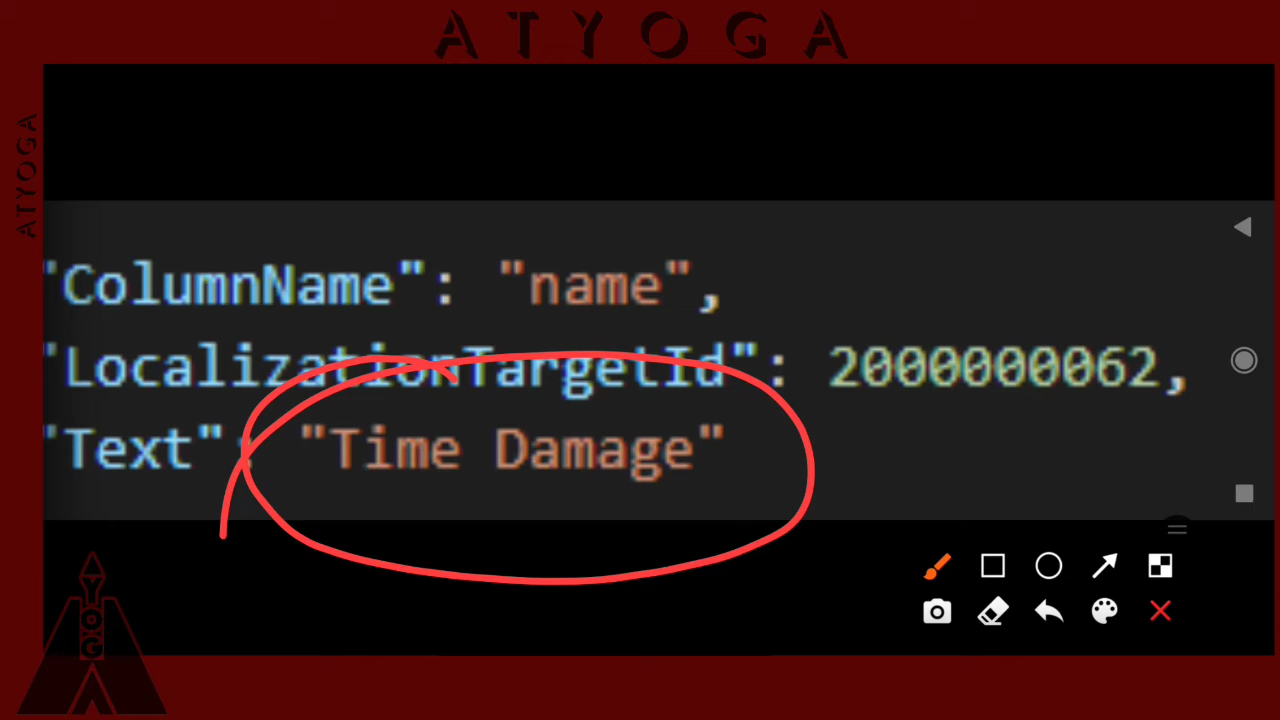 ATYOGA
ATYOGA
"ColumnName": "name",
"LocalizationTargetId": 2000000062,
"Text": "Time Damage"